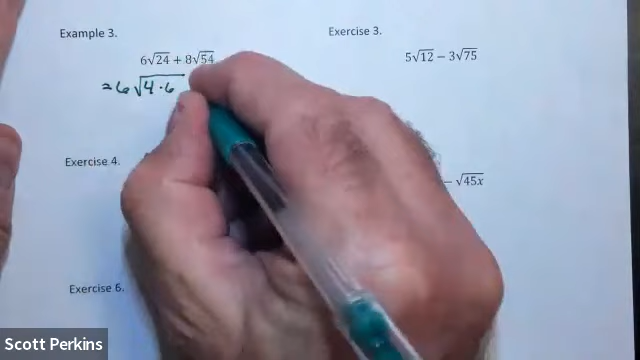 Example 3.
Exercise 3.
6√24 + 8√54
5√12 − 3√75
= 6√4·6
Exercise 4.
− √45x
Exercise 6.
Scott Perkins